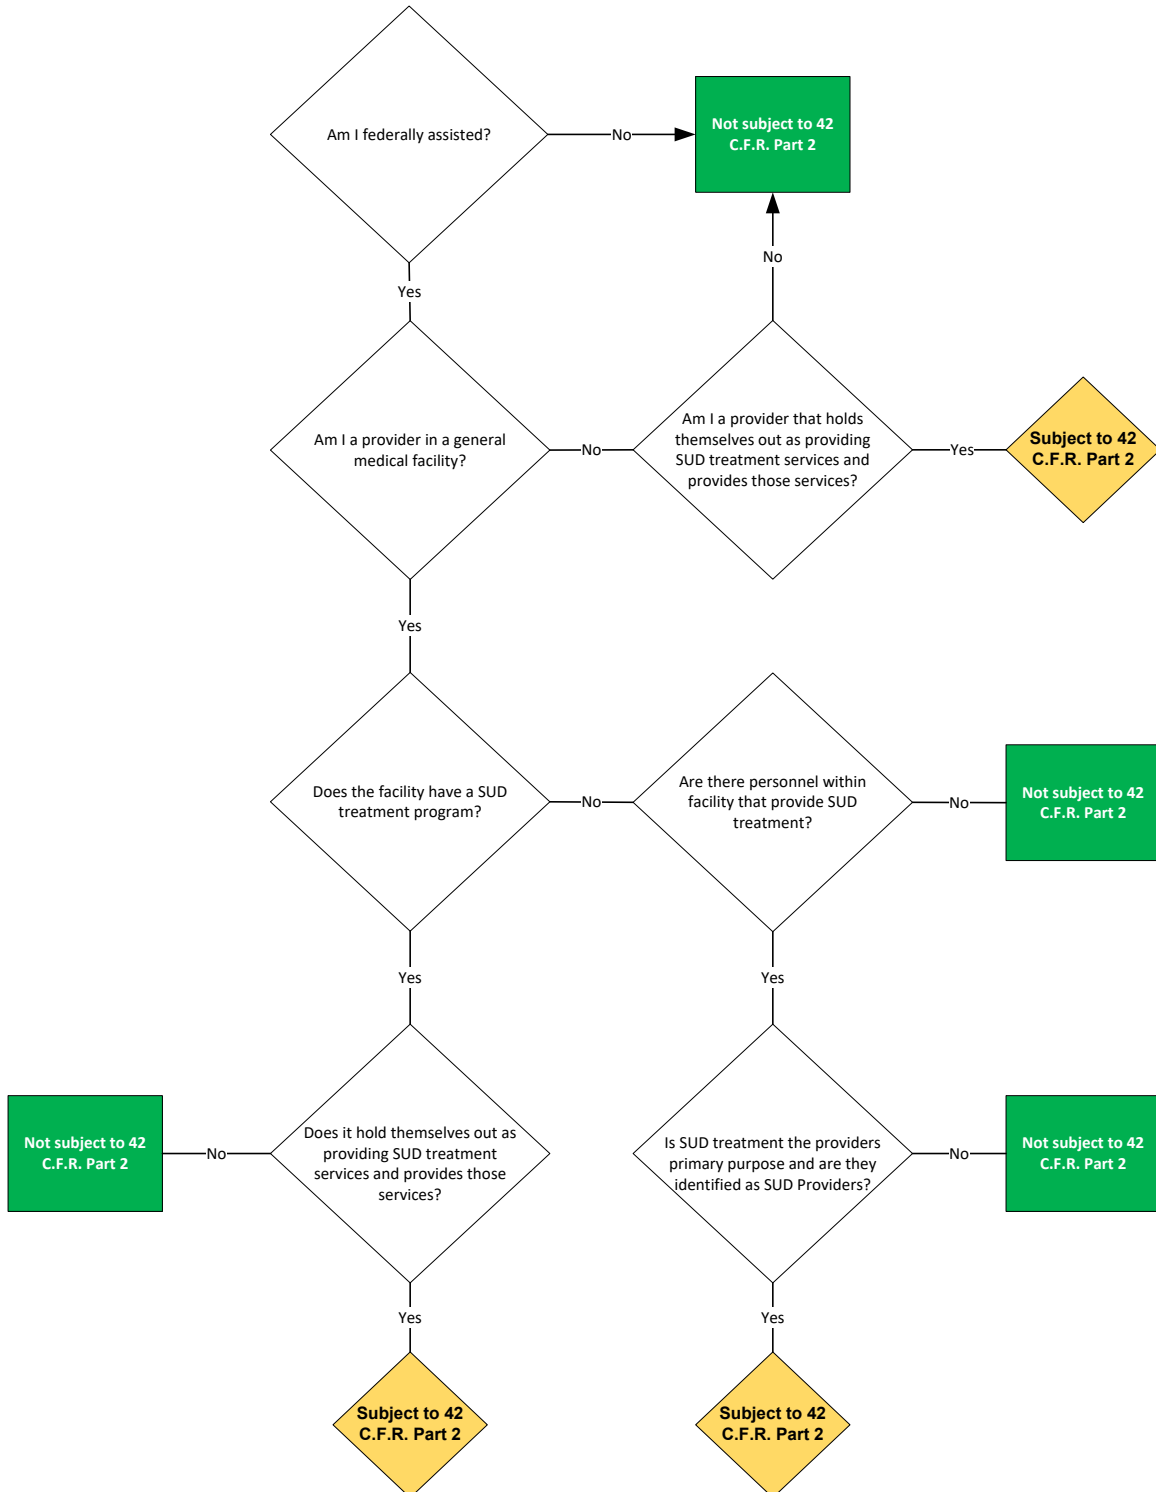 Am I federally assisted?
No
Not subject to 42
C.F.R. Part 2
Yes
No
Am I a provider in a general
medical facility?
No
Am I a provider that holds
themselves out as providing
SUD treatment services and
provides those services?
Yes
Subject to 42
C.F.R. Part 2
Yes
Does the facility have a SUD
treatment program?
No
Are there personnel within
facility that provide SUD
treatment?
No
Not subject to 42
C.F.R. Part 2
Yes
Yes
Not subject to 42
C.F.R. Part 2
No
Does it hold themselves out as
providing SUD treatment
services and provides those
services?
Is SUD treatment the providers
primary purpose and are they
identified as SUD Providers?
No
Not subject to 42
C.F.R. Part 2
Yes
Yes
Subject to 42
C.F.R. Part 2
Subject to 42
C.F.R. Part 2